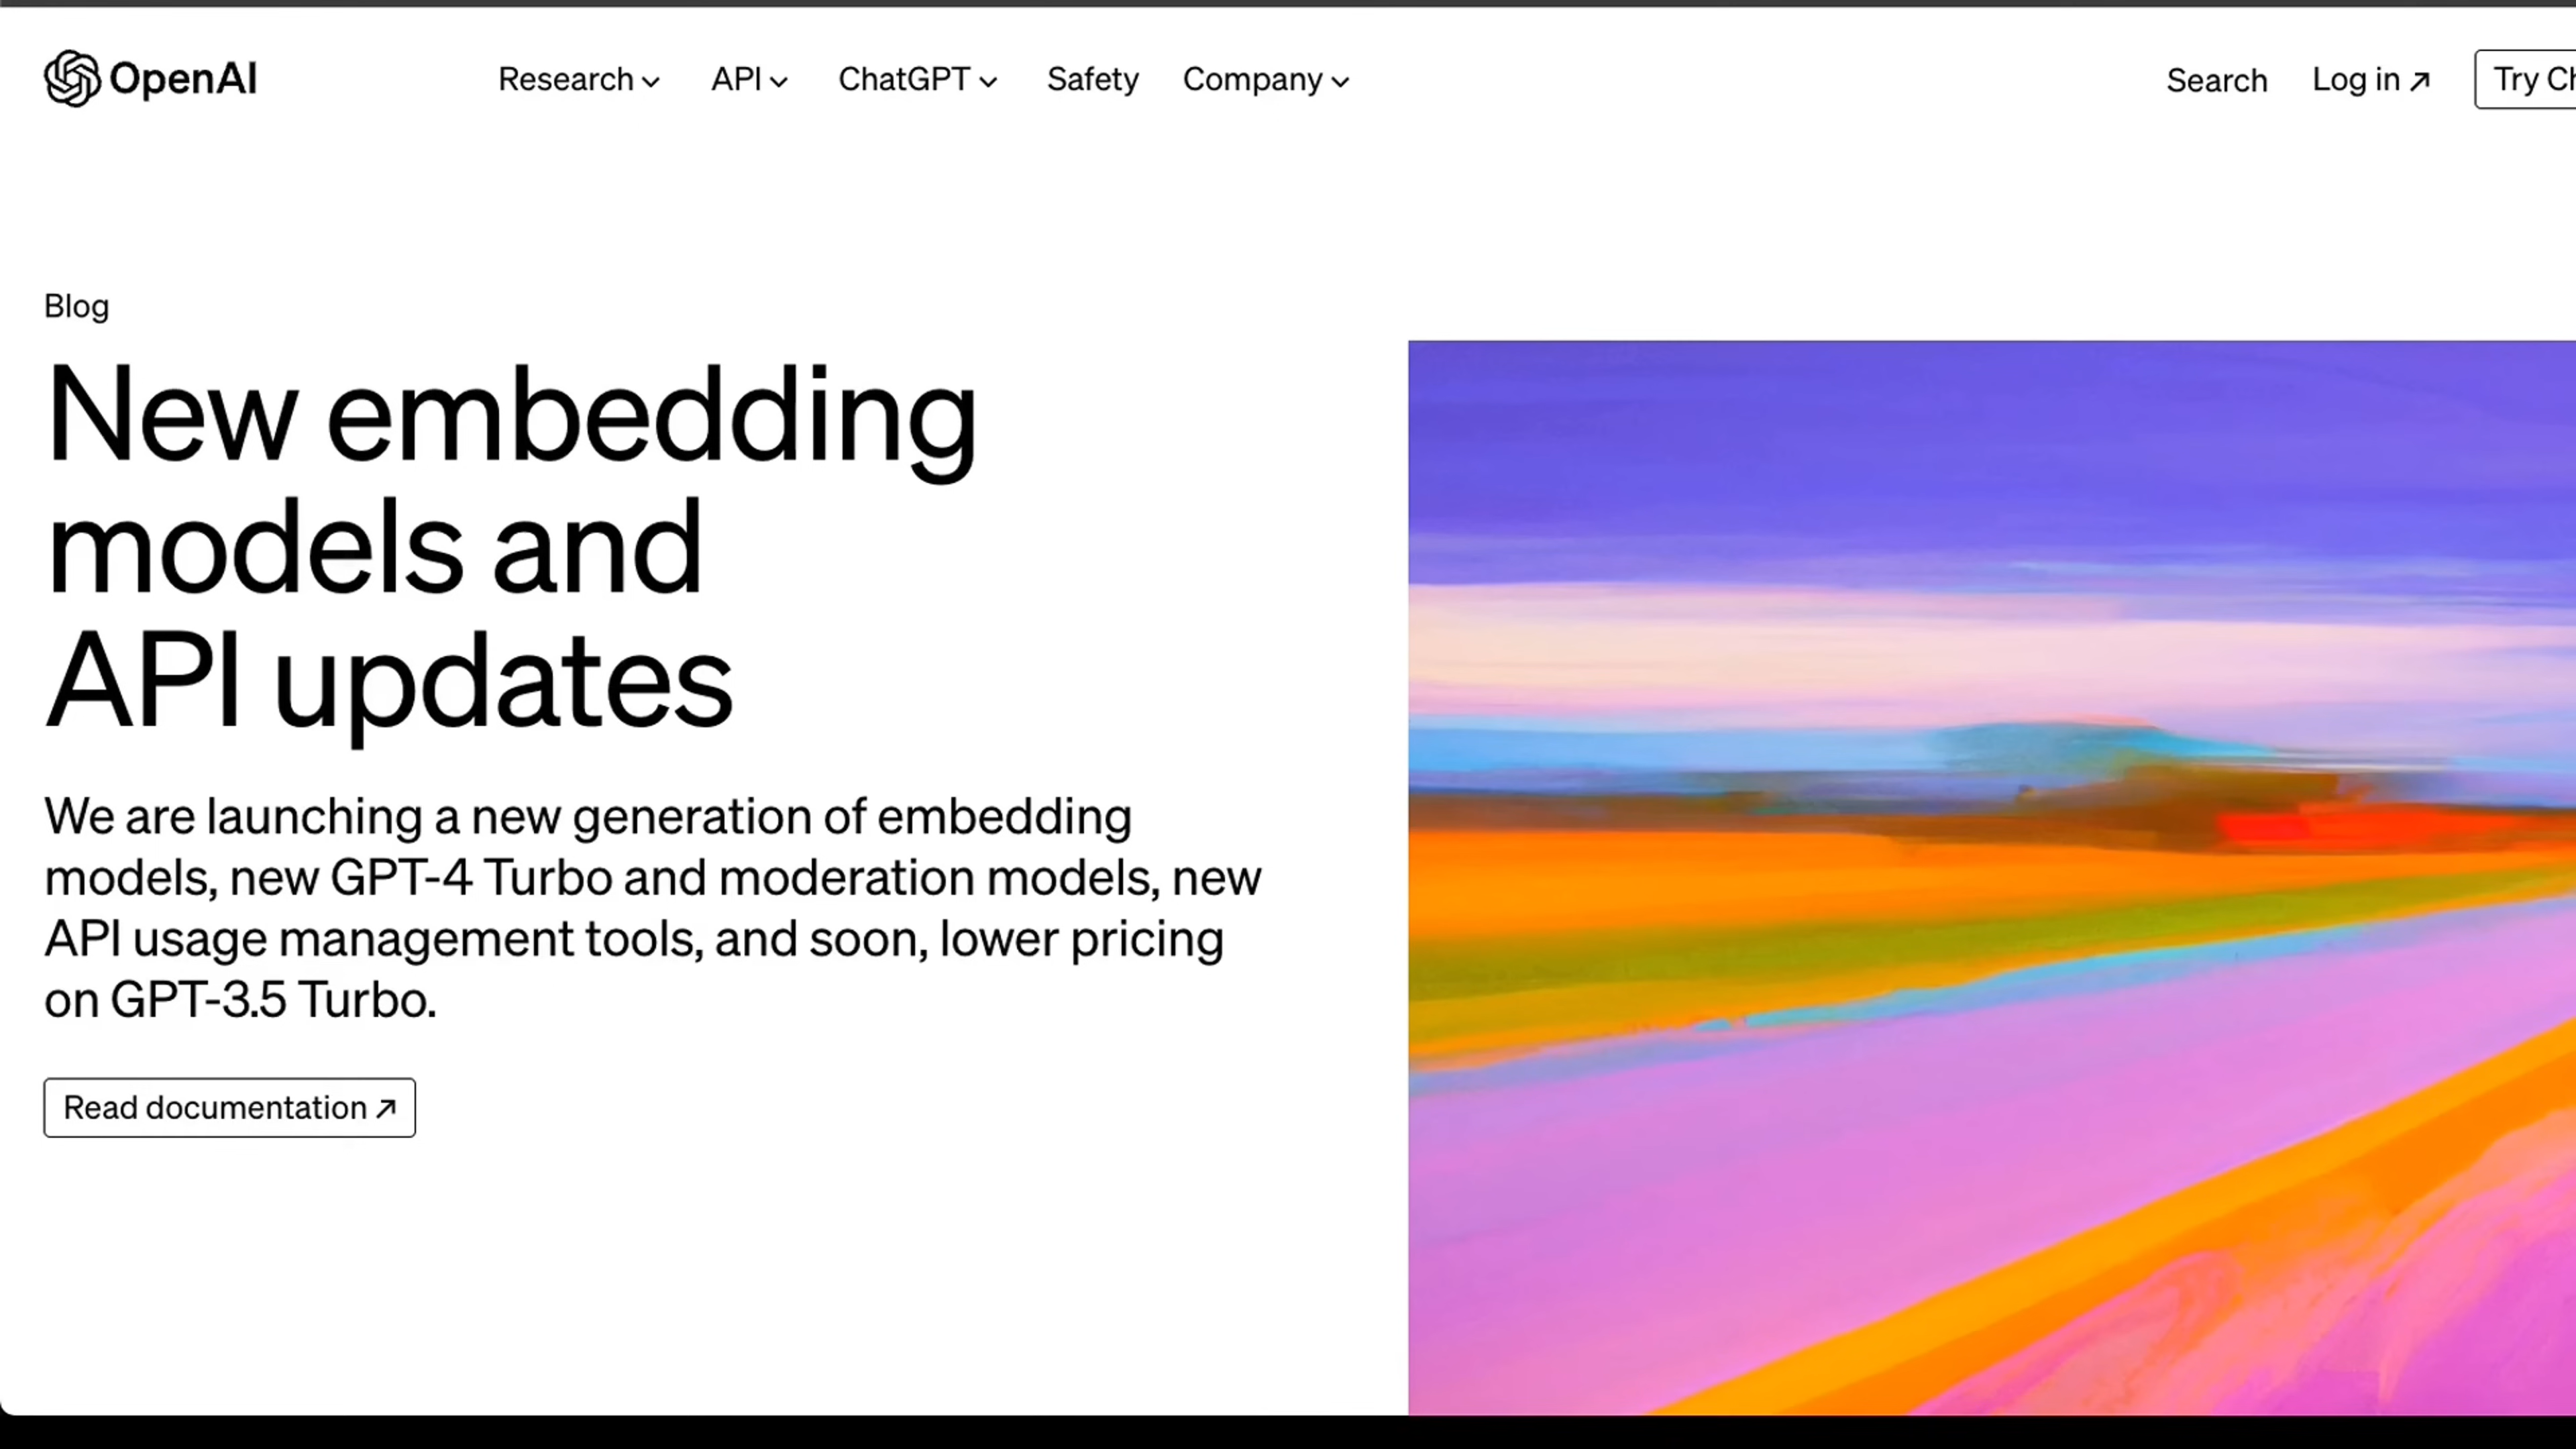 OpenAI
Research
API
ChatGPT
Safety
Company
Search
Log in ↗
Try Ch
Blog
New embedding
models and
API updates
We are launching a new generation of embedding
models, new GPT-4 Turbo and moderation models, new
API usage management tools, and soon, lower pricing
on GPT-3.5 Turbo.
Read documentation ↗